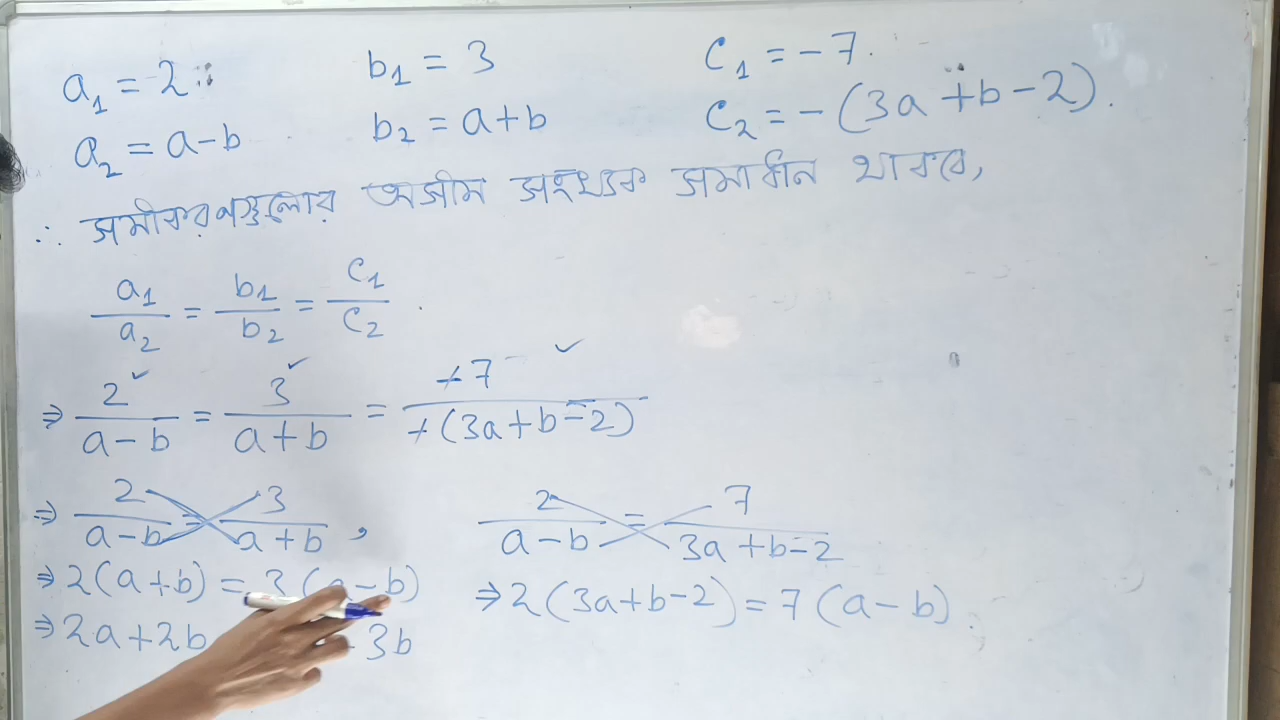 a₁ = 2 b₁ = 3 c₁ = -7.
a₂ = a-b b₂ = a+b c₂ = -(3a+b-2).
∴ সমীকরণগুলোর অসীম সংখ্যক সমাধান থাকবে,
a₁/a₂ = b₁/b₂ = c₁/c₂
⇒ 2/(a-b) = 3/(a+b) = +7/+(3a+b-2)
⇒ 2/(a-b) = 3/(a+b) , 2/(a-b) = 7/(3a+b-2)
⇒ 2(a+b) = 3(a-b) ⇒ 2(3a+b-2) = 7(a-b)
⇒ 2a+2b - 3b